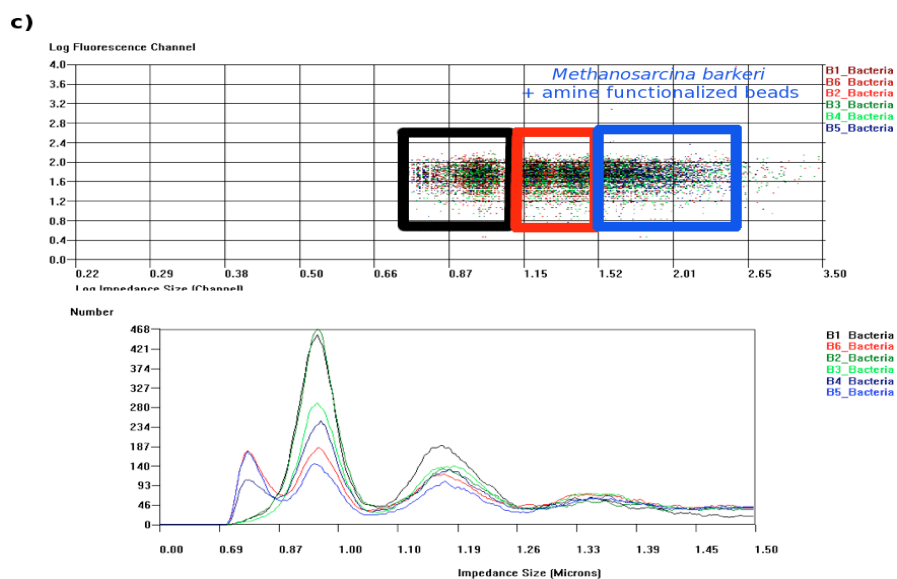 c)
Log Fluorescence Channel
4.0
3.6
3.2
2.8
2.4
2.0
1.6
1.2
0.8
0.4
0.0
Methanosarcina barkeri
+ amine functionalized beads
B1_Bacteria
B6_Bacteria
B2_Bacteria
B3_Bacteria
B4_Bacteria
B5_Bacteria
0.22 0.29 0.38 0.50 0.66 0.87 1.15 1.52 2.01 2.65 3.50
Log Impedance Size (Channel)
Number
468
421
374
327
280
234
187
140
93
46
0
B1_Bacteria
B6_Bacteria
B2_Bacteria
B3_Bacteria
B4_Bacteria
B5_Bacteria
0.00 0.69 0.87 1.00 1.10 1.19 1.26 1.33 1.39 1.45 1.50
Impedance Size (Microns)